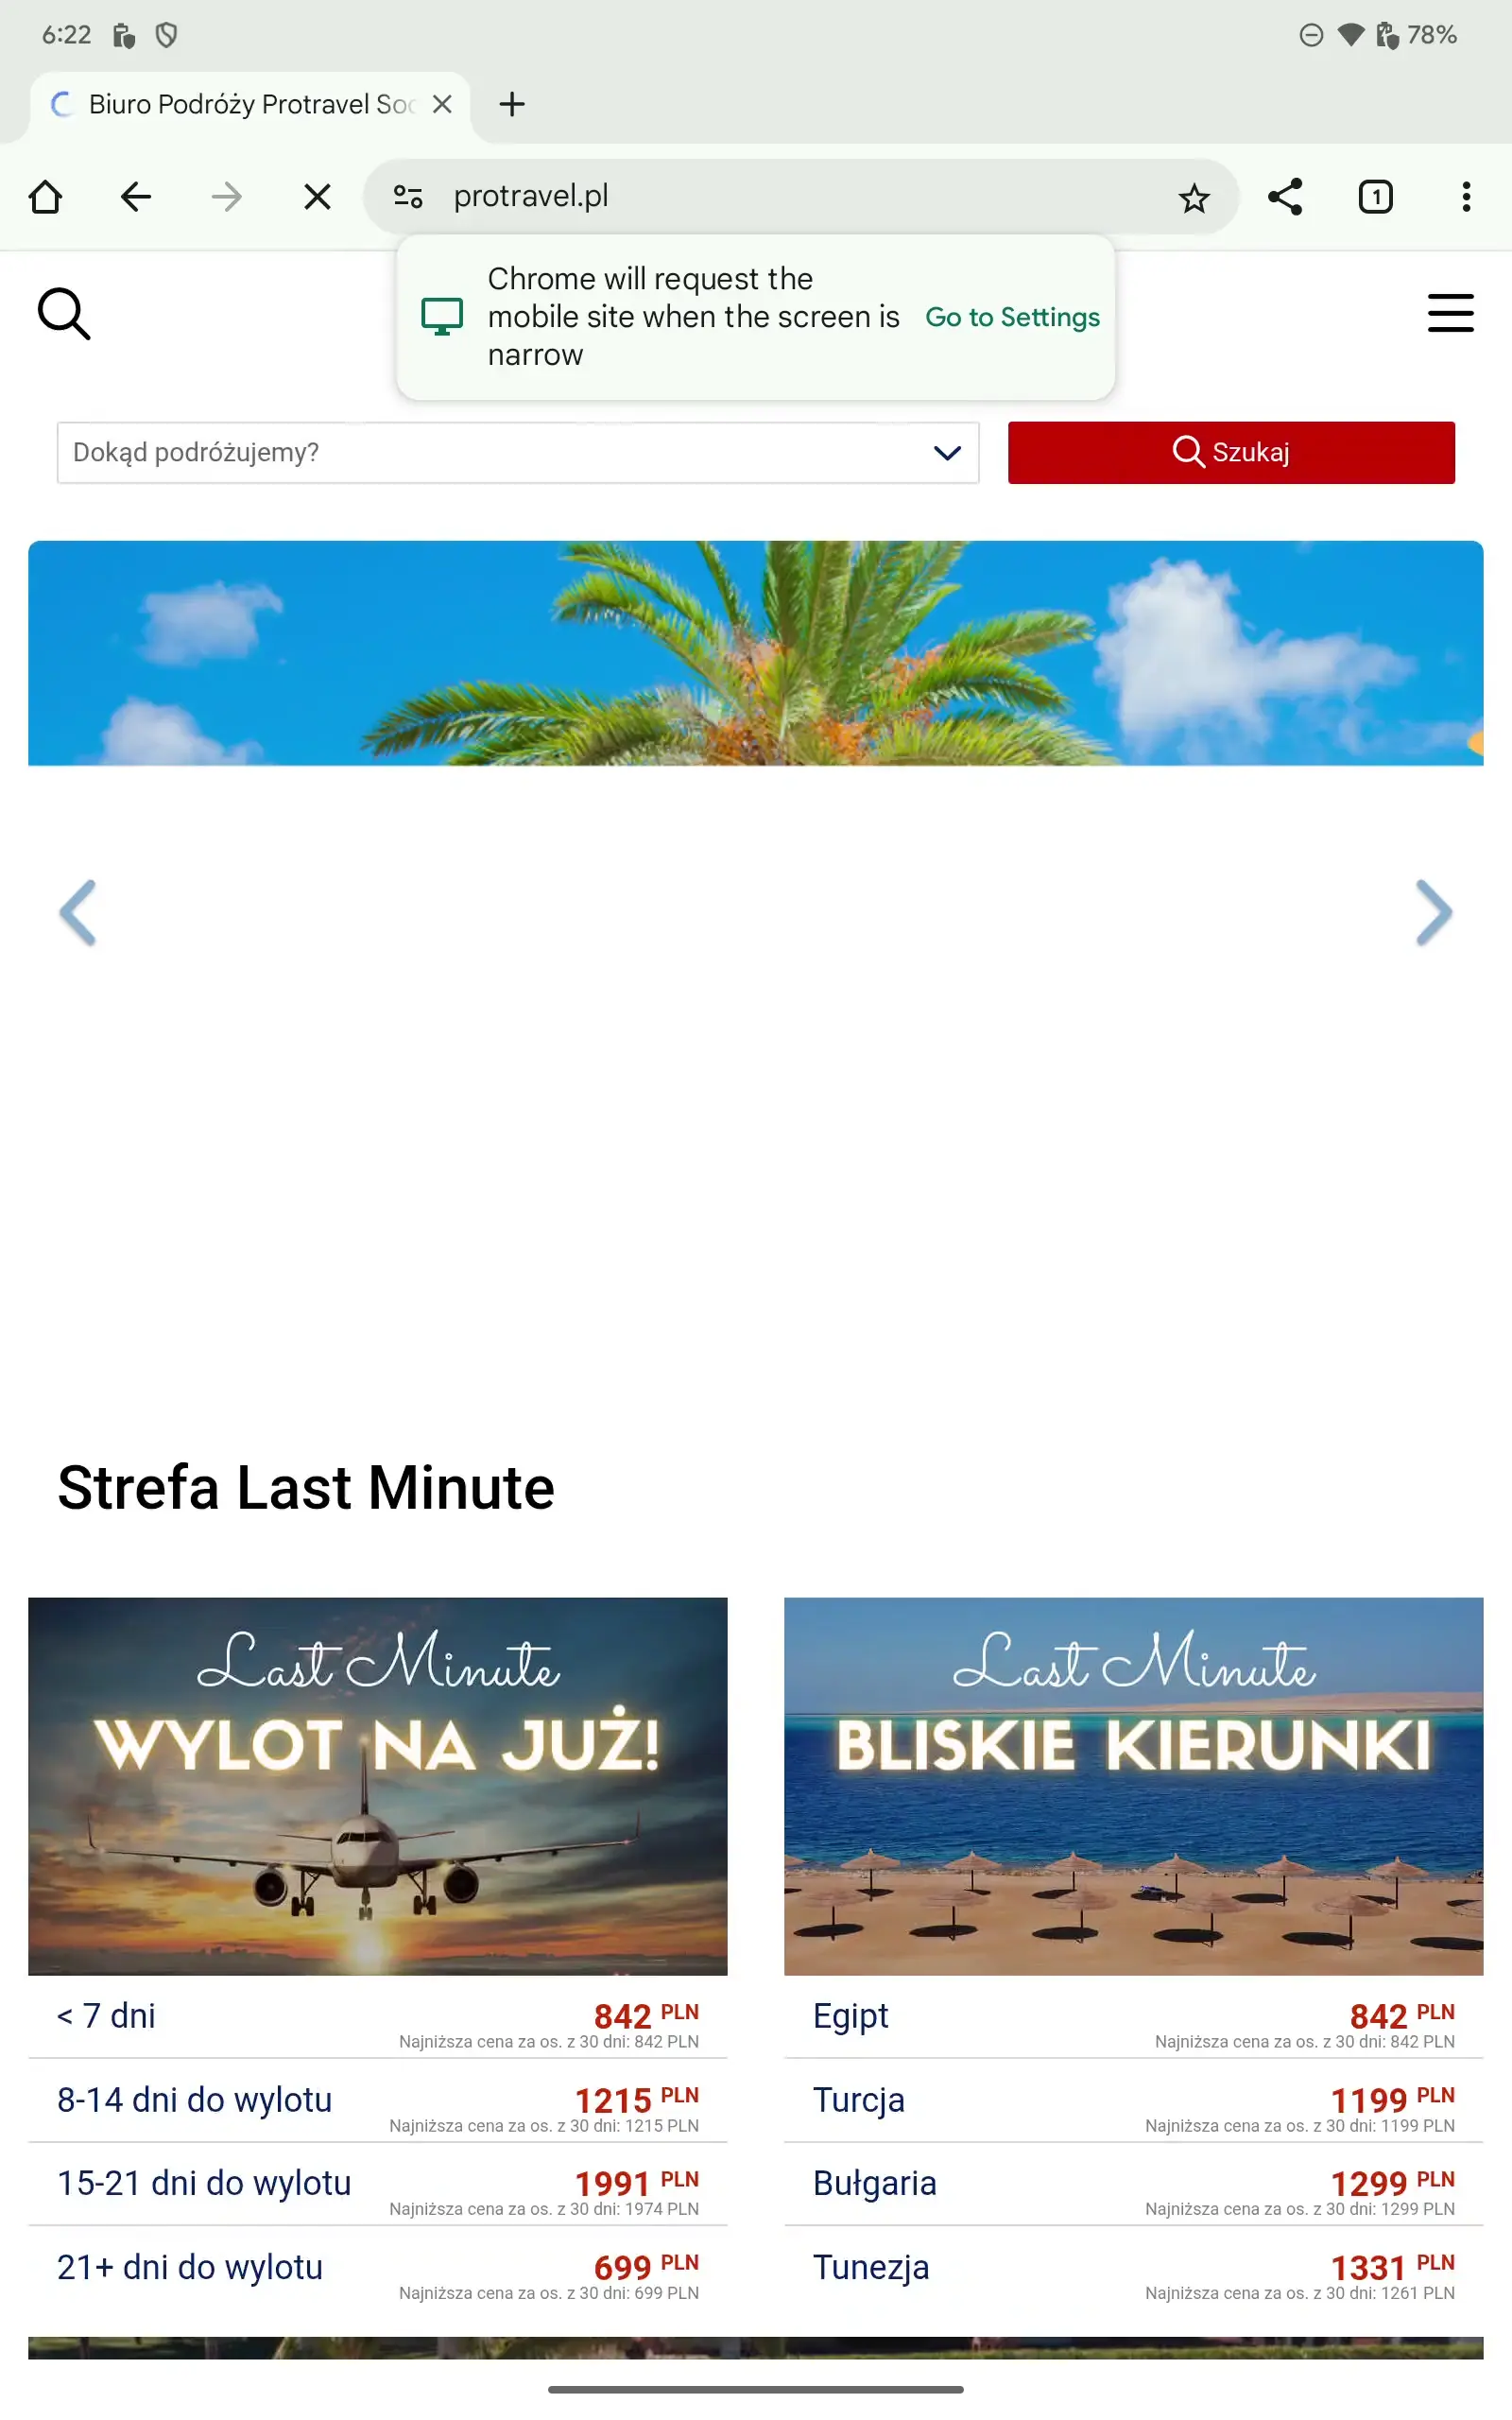 6:22
78%
Biuro Podróży Protravel Soc
protravel.pl
1
Chrome will request the
mobile site when the screen is
narrow
Go to Settings
Dokąd podróżujemy?
Szukaj
Strefa Last Minute
Last Minute
WYLOT NA JUŻ!
< 7 dni
842 PLN
Najniższa cena za os. z 30 dni: 842 PLN
8-14 dni do wylotu
1215 PLN
Najniższa cena za os. z 30 dni: 1215 PLN
15-21 dni do wylotu
1991 PLN
Najniższa cena za os. z 30 dni: 1974 PLN
21+ dni do wylotu
699 PLN
Najniższa cena za os. z 30 dni: 699 PLN
Last Minute
BLISKIE KIERUNKI
Egipt
842 PLN
Najniższa cena za os. z 30 dni: 842 PLN
Turcja
1199 PLN
Najniższa cena za os. z 30 dni: 1199 PLN
Bułgaria
1299 PLN
Najniższa cena za os. z 30 dni: 1299 PLN
Tunezja
1331 PLN
Najniższa cena za os. z 30 dni: 1261 PLN